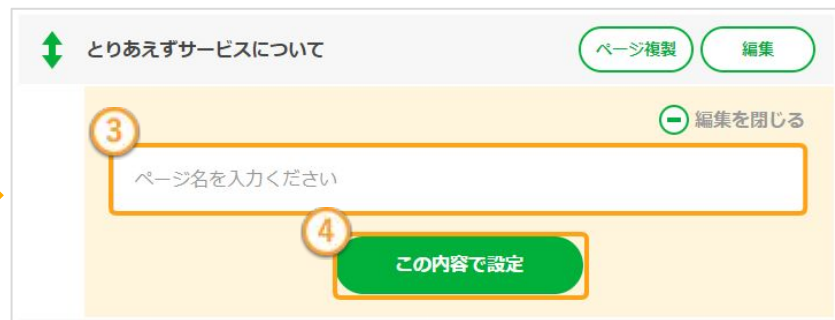 とりあえずサービスについて
ページ複製
編集
編集を閉じる
3
ページ名を入力ください
4
この内容で設定